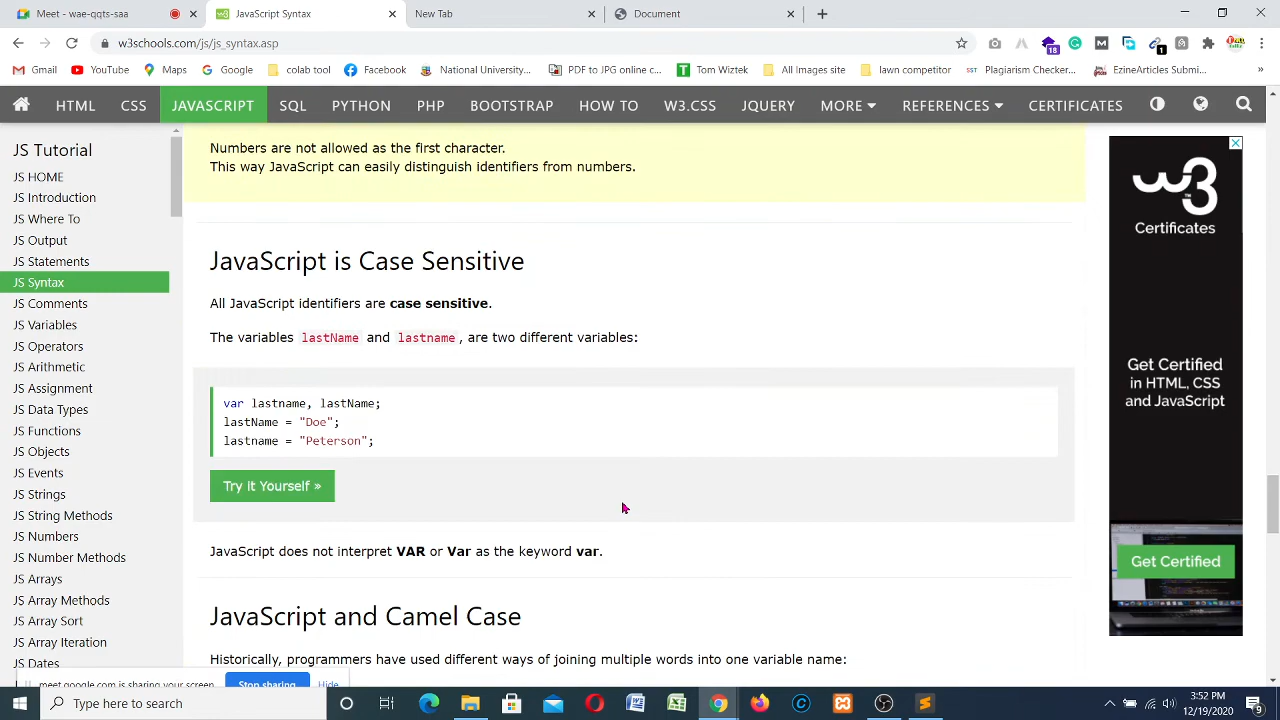 Meet – wae-qqts-ata
JavaScript Syntax
New Tab
Document
w3schools.com/js/js_syntax.asp
18
1
Gmail
YouTube
Maps
Google
colab tool
Facebook
National University...
PDF to JPG online c...
Tom Wiztek
All Images site
lawn competitor
Plagiarism Checker...
EzineArticles Submi...
»
HTML
CSS
JAVASCRIPT
SQL
PYTHON
PHP
BOOTSTRAP
HOW TO
W3.CSS
JQUERY
MORE
REFERENCES
CERTIFICATES
JS Tutorial
JS HOME
JS Introduction
JS Where To
JS Output
JS Statements
JS Syntax
JS Comments
JS Variables
JS Operators
JS Arithmetic
JS Assignment
JS Data Types
JS Functions
JS Objects
JS Events
JS Strings
JS String Methods
JS Numbers
JS Number Methods
JS Arrays
JS Array Methods
JS Array Sort
JS Array Iteration
JS Dates
Numbers are not allowed as the first character.
This way JavaScript can easily distinguish identifiers from numbers.
JavaScript is Case Sensitive
All JavaScript identifiers are case sensitive.
The variables lastName and lastname, are two different variables:
var lastname, lastName;
lastName = "Doe";
lastname = "Peterson";
Try it Yourself »
JavaScript does not interpret VAR or Var as the keyword var.
JavaScript and Camel Case
Historically, programmers have used different ways of joining multiple words into one variable name:
w3
Certificates
Get Certified
in HTML, CSS
and JavaScript
Get Certified
meet.google.com is sharing your screen.
Stop sharing
Hide
Type here to search
3:52 PM
12/19/2020